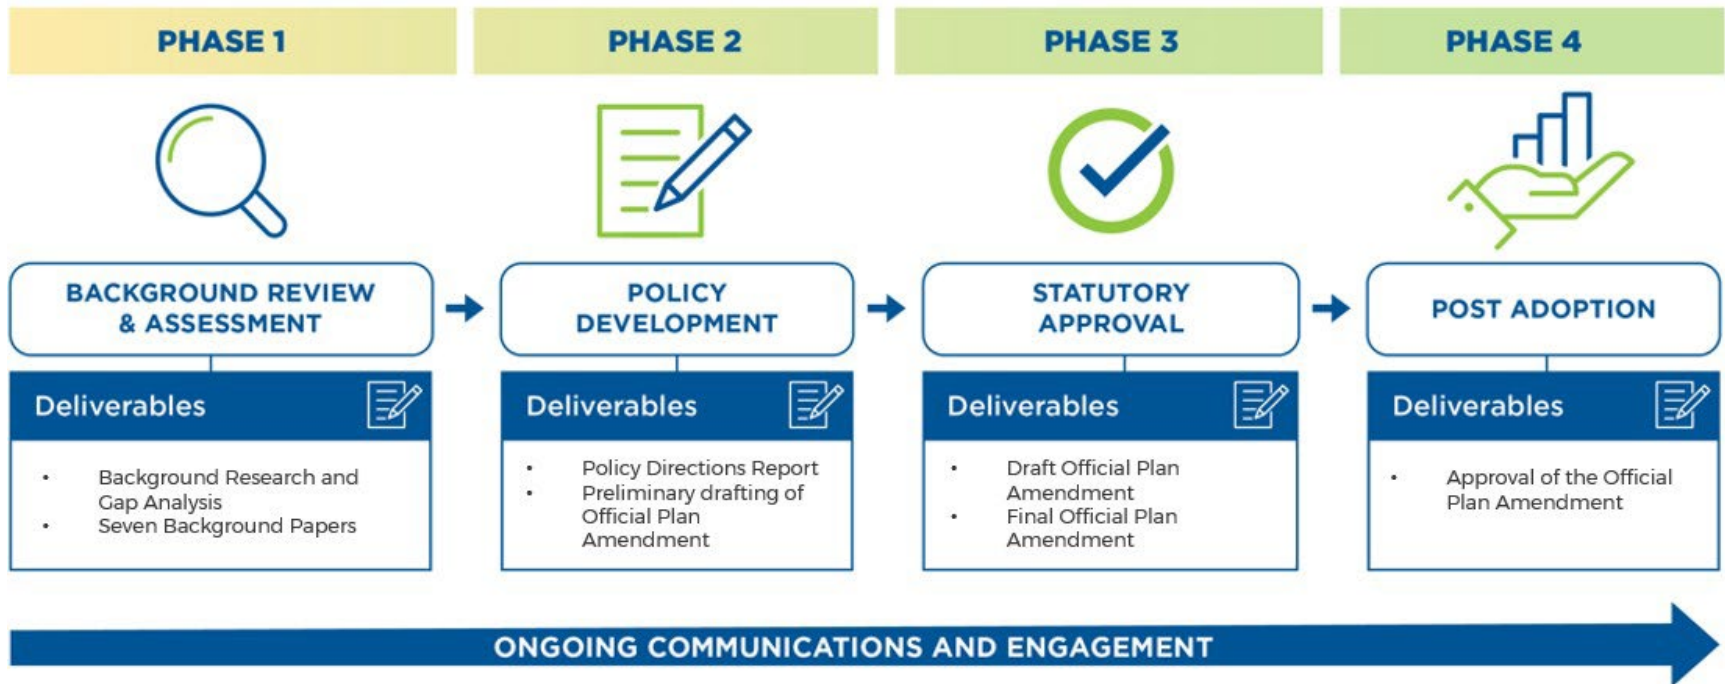 PHASE 1
PHASE 2
PHASE 3
PHASE 4
BACKGROUND REVIEW
& ASSESSMENT
POLICY
DEVELOPMENT
STATUTORY
APPROVAL
POST ADOPTION
Deliverables
• Background Research and
Gap Analysis
• Seven Background Papers
Deliverables
• Policy Directions Report
• Preliminary drafting of
Official Plan
Amendment
Deliverables
• Draft Official Plan
Amendment
• Final Official Plan
Amendment
Deliverables
• Approval of the Official
Plan Amendment
ONGOING COMMUNICATIONS AND ENGAGEMENT